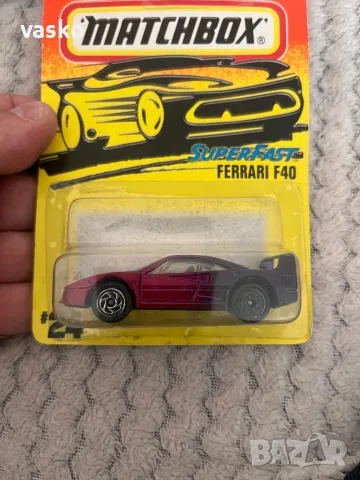 vasko
MATCHBOX®
SUPERFAST
FERRARI F40
#24
BAZAR